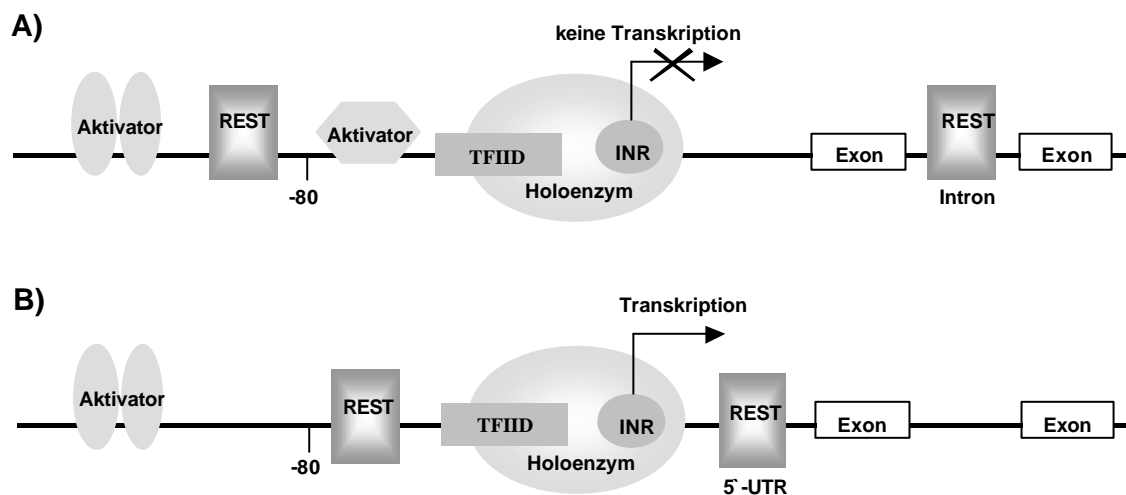 A)
keine Transkription
Aktivator
REST
Aktivator
TFIID
INR
Exon
REST
Exon
-80
Holoenzym
Intron
B)
Transkription
Aktivator
REST
TFIID
INR
REST
Exon
Exon
-80
Holoenzym
5`-UTR